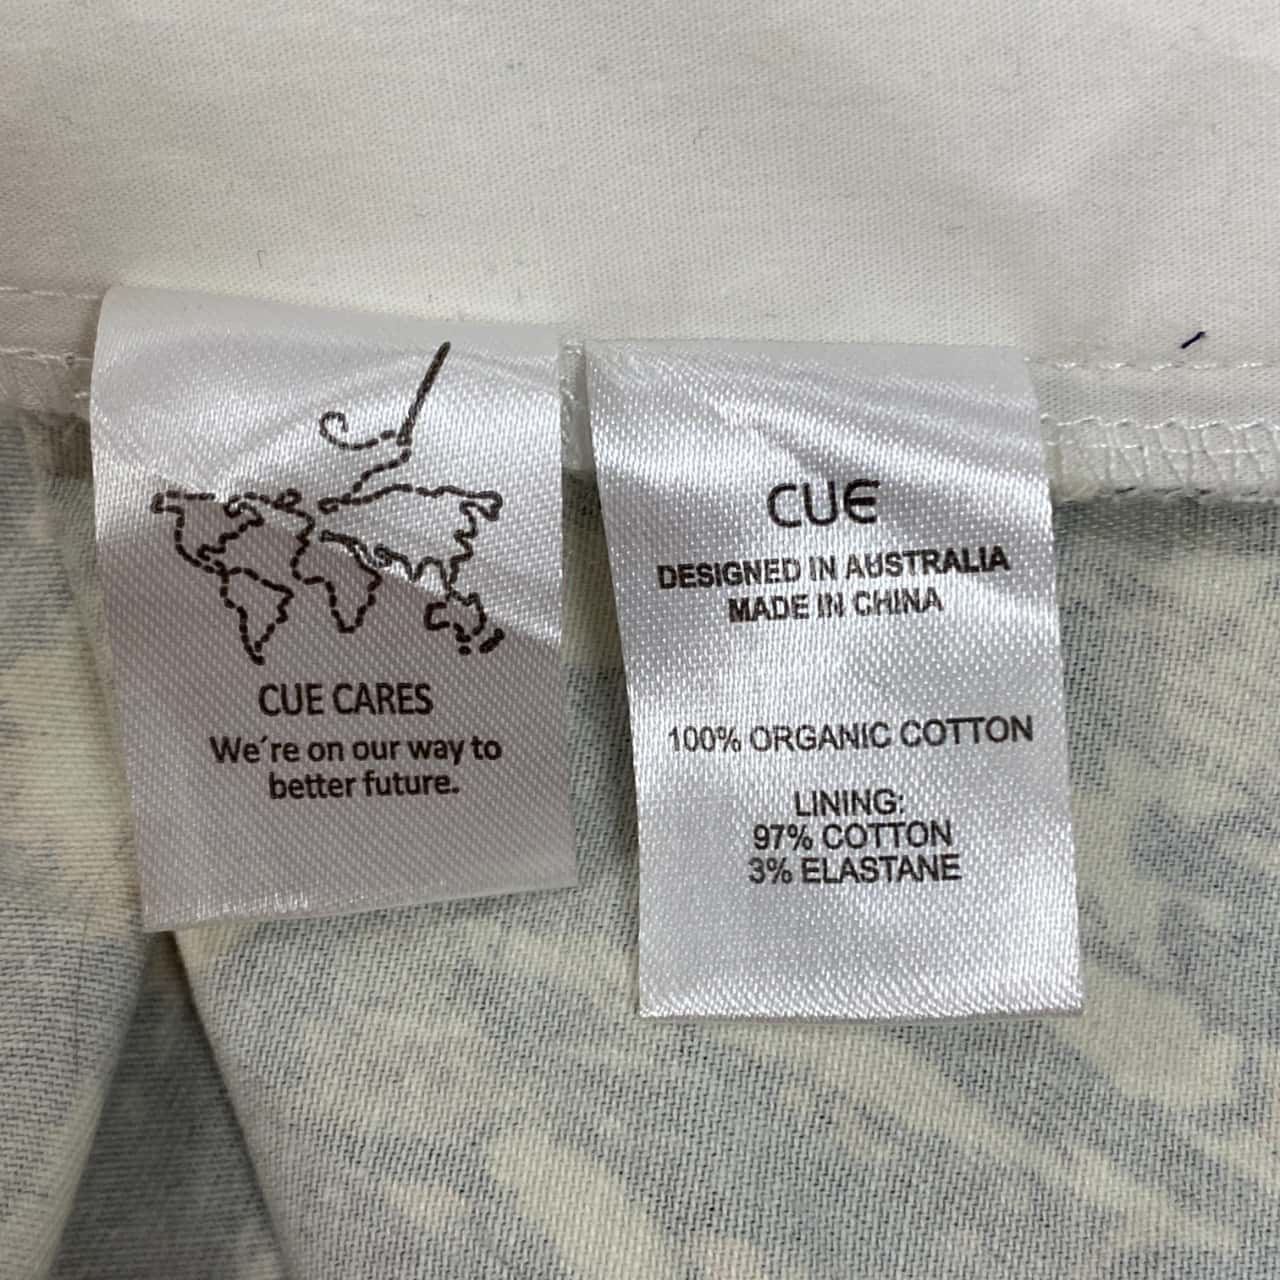 CUE CARES
We´re on our way to
better future.
CUE
DESIGNED IN AUSTRALIA
MADE IN CHINA
100% ORGANIC COTTON
LINING:
97% COTTON
3% ELASTANE